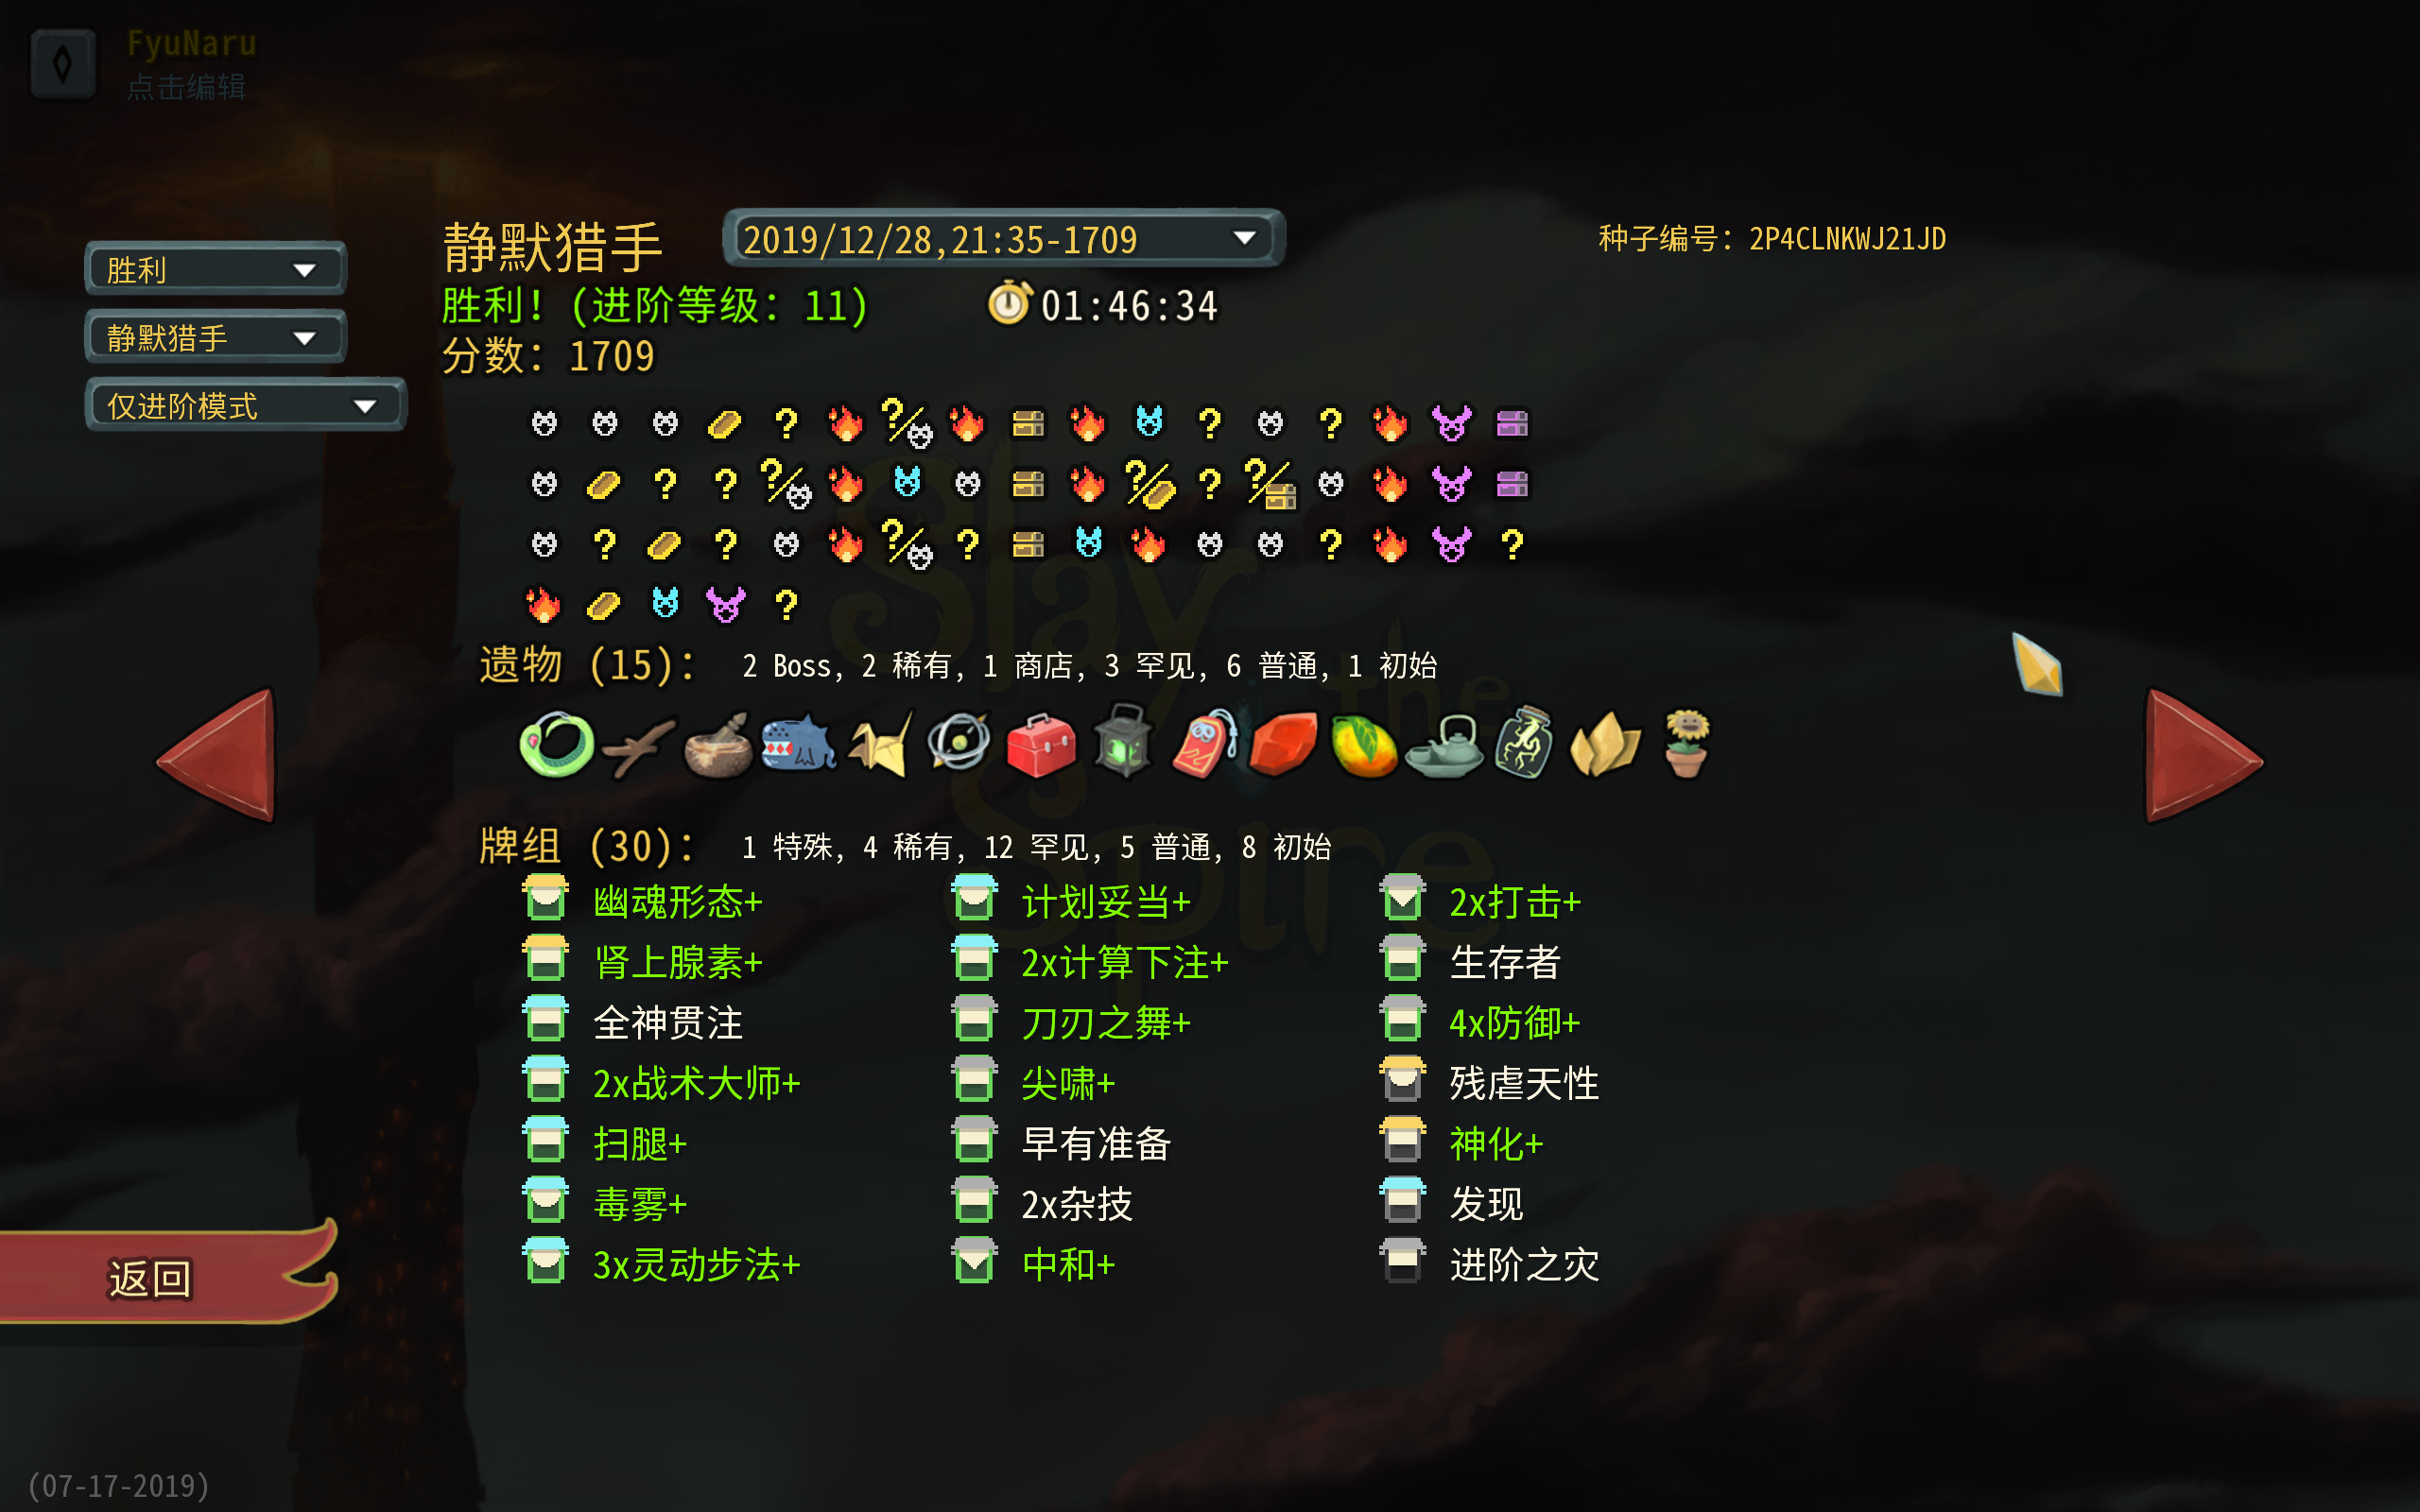 FyuNaru
点击编辑
静默猎手
2019/12/28,21:35-1709
种子编号: 2P4CLNKWJ21JD
胜利
静默猎手
仅进阶模式
胜利! (进阶等级: 11)
01:46:34
分数: 1709
遗物 (15):
2 Boss, 2 稀有, 1 商店, 3 罕见, 6 普通, 1 初始
Slay
the
Spire
牌组 (30):
1 特殊, 4 稀有, 12 罕见, 5 普通, 8 初始
幽魂形态+
计划妥当+
2x打击+
肾上腺素+
2x计算下注+
生存者
全神贯注
刀刃之舞+
4x防御+
2x战术大师+
尖啸+
残虐天性
扫腿+
早有准备
神化+
毒雾+
2x杂技
发现
3x灵动步法+
中和+
进阶之灾
返回
(07-17-2019)